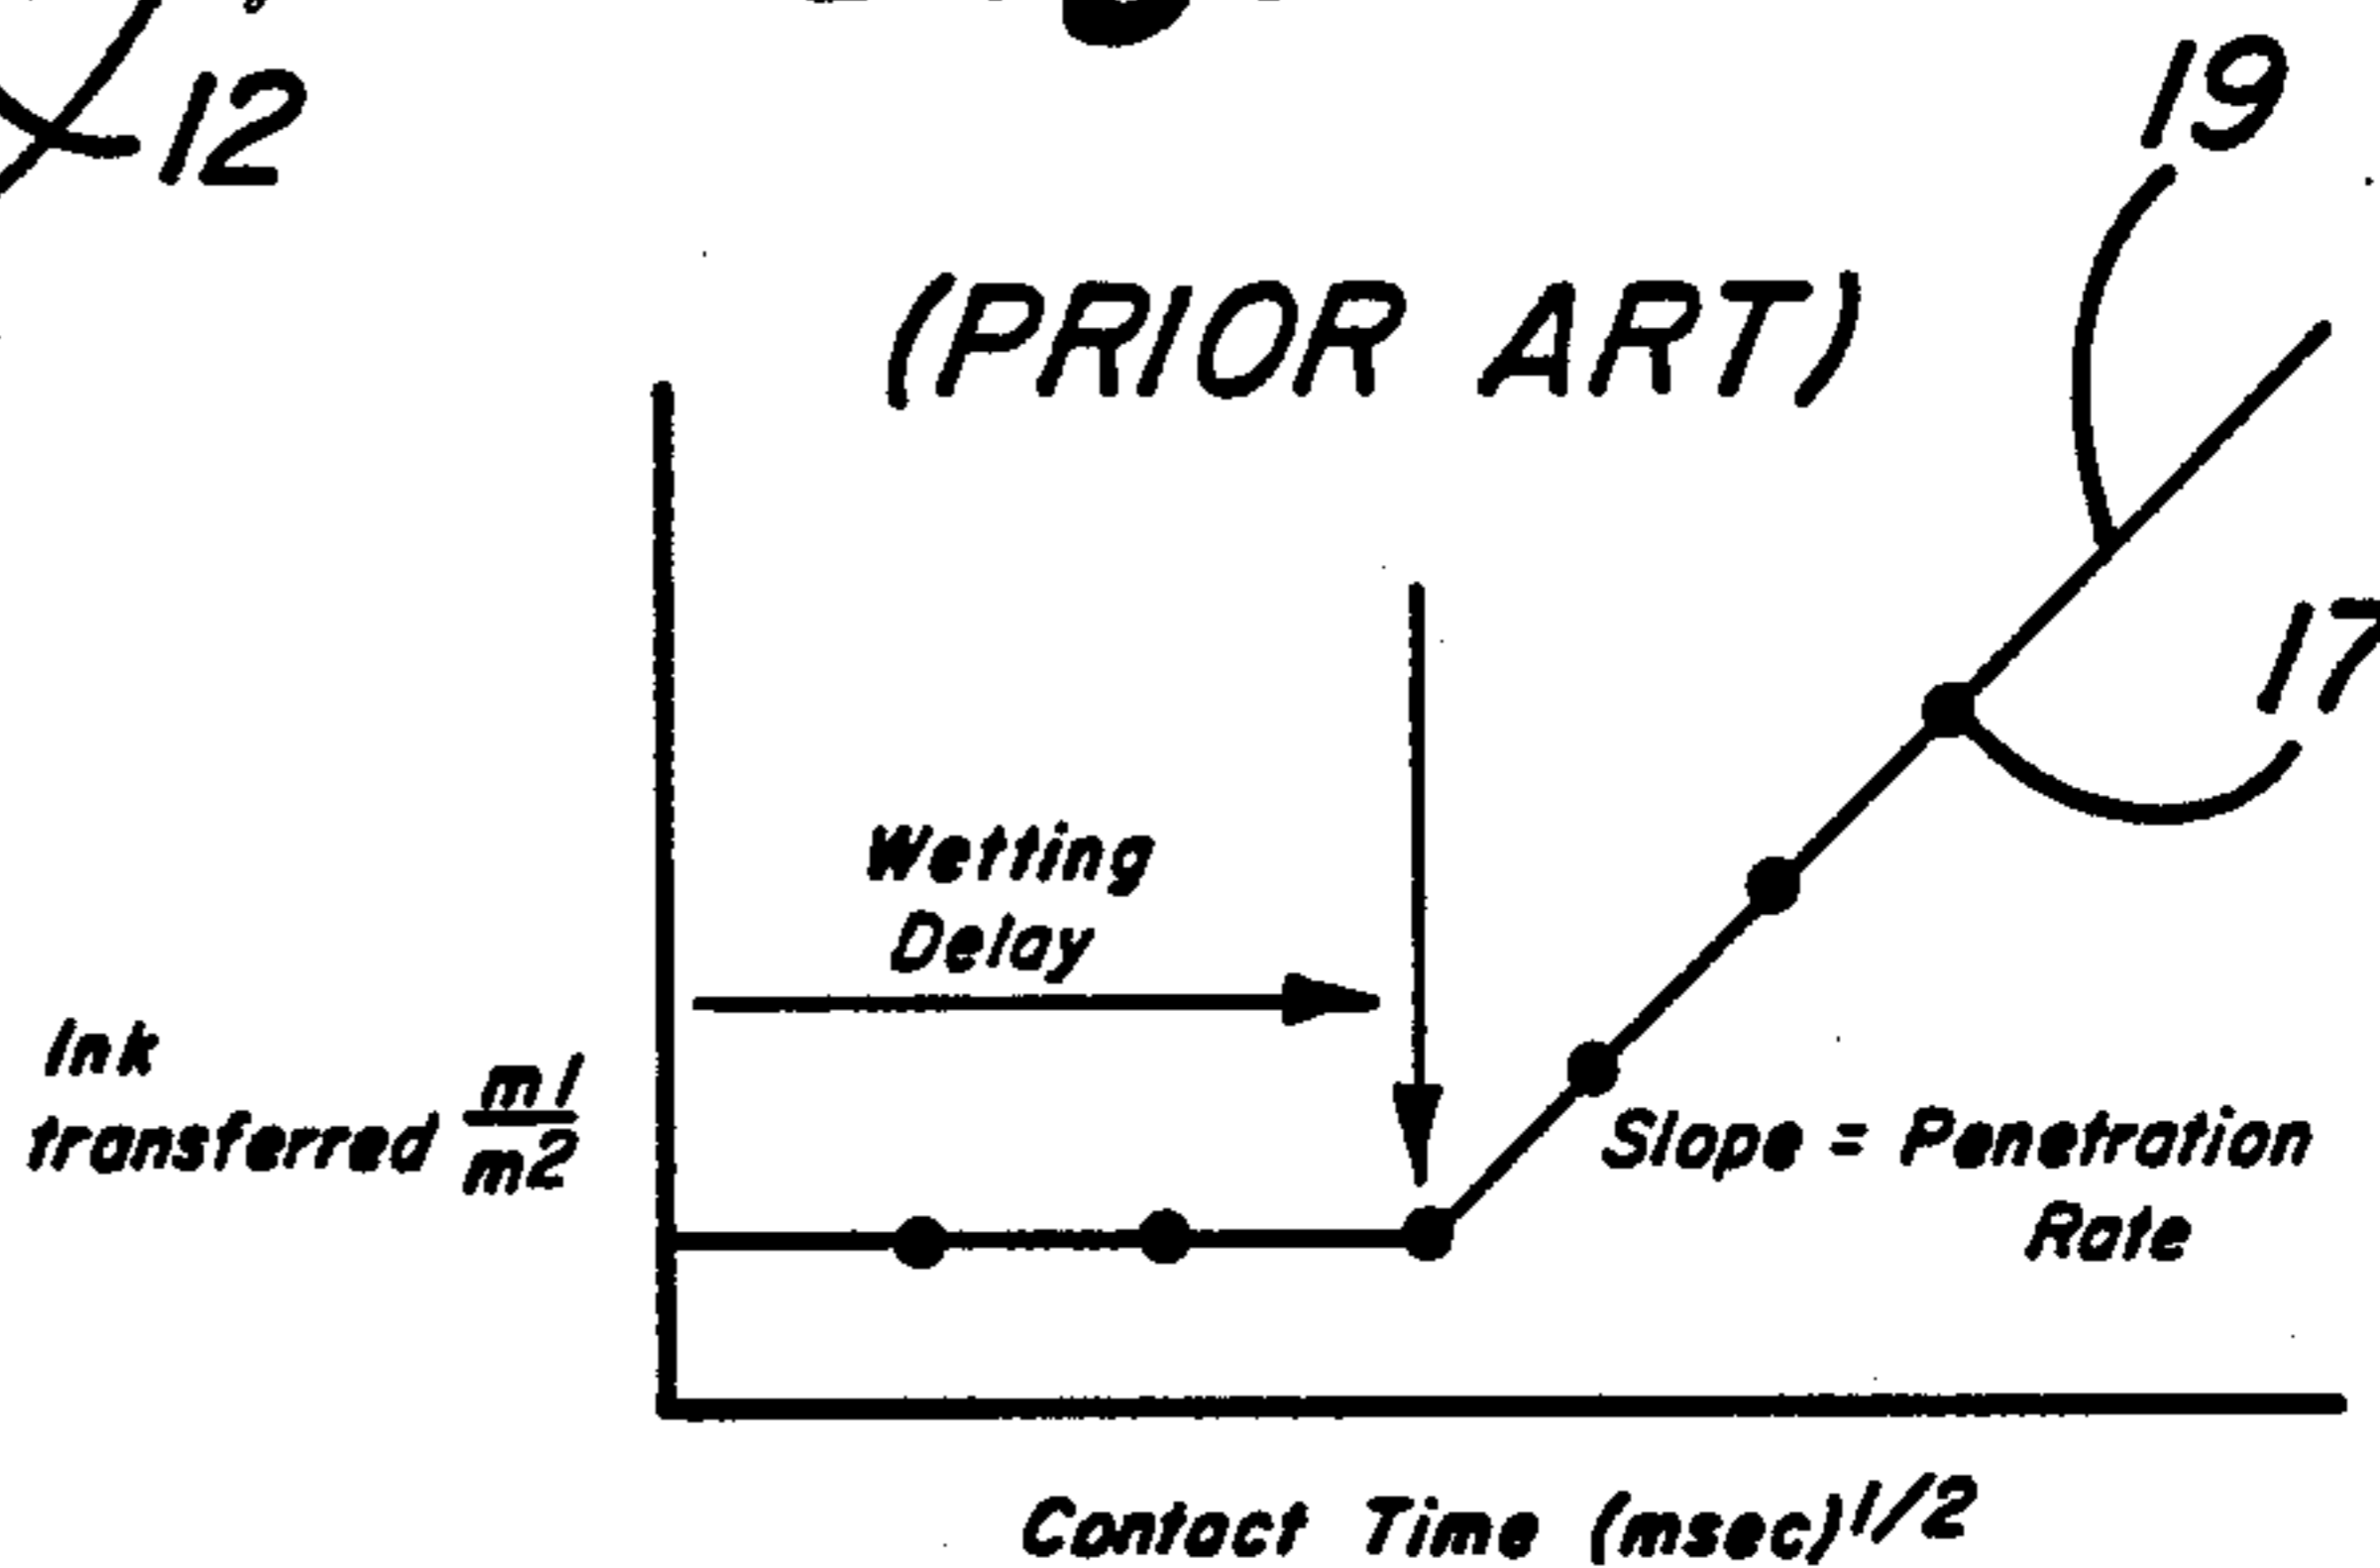 12
19
(PRIOR ART)
17
Wetting
Delay
Ink
transferred ml/m2
Slope = Penetration
Rate
Contact Time (msec)1/2